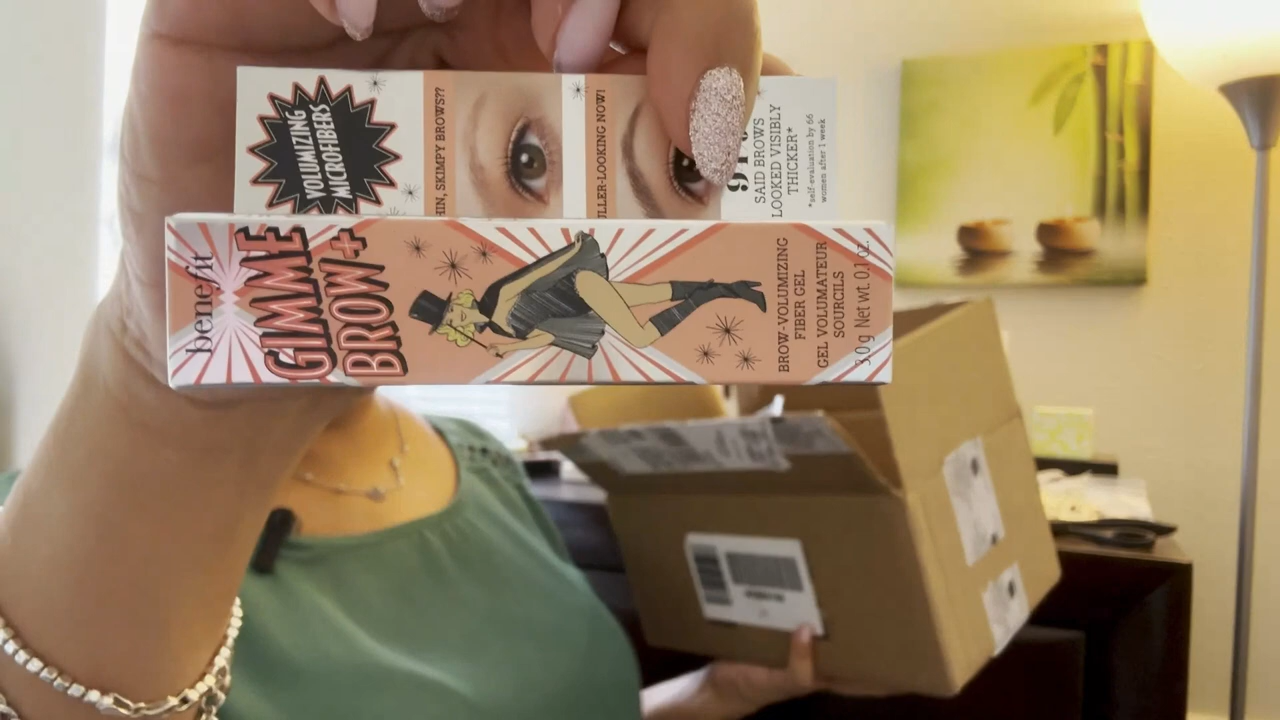 VOLUMIZING
MICROFIBERS
HIN, SKIMPY BROWS??
ULLER-LOOKING NOW!
SAID BROWS
LOOKED VISIBLY
THICKER*
*self-evaluation by 66
women after 1 week
benefit
GIMME
BROW+
BROW-VOLUMIZING
FIBER GEL
GEL VOLUMATEUR
SOURCILS
3.0 g Net wt. 0.1 oz.